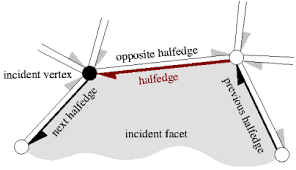 opposite halfedge
incident vertex
halfedge
next halfedge
previous halfedge
incident facet